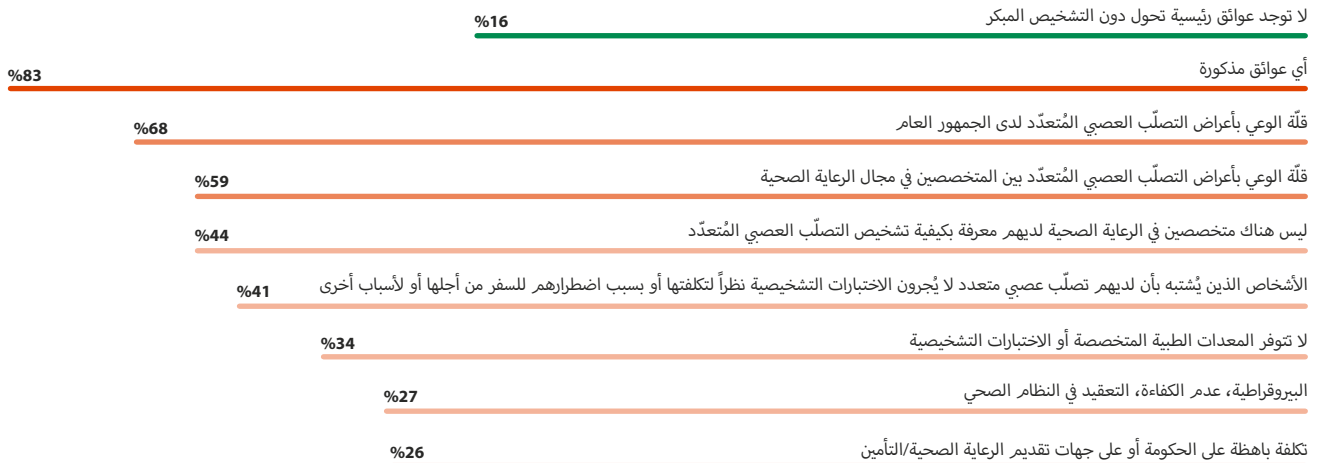 لا توجد عوائق رئيسية تحول دون التشخيص المبكر %16
أي عوائق مذكورة %83
قلّة الوعي بأعراض التصلّب العصبي المُتعدّد لدى الجمهور العام %68
قلّة الوعي بأعراض التصلّب العصبي المُتعدّد بين المتخصصين في مجال الرعاية الصحية %59
ليس هناك متخصصين في الرعاية الصحية لديهم معرفة بكيفية تشخيص التصلّب العصبي المُتعدّد %44
الأشخاص الذين يُشتبه بأن لديهم تصلّب عصبي متعدد لا يُجرون الاختبارات التشخيصية نظراً لتكلفتها أو بسبب اضطرارهم للسفر من أجلها أو لأسباب أخرى %41
لا تتوفر المعدات الطبية المتخصصة أو الاختبارات التشخيصية %34
البيروقراطية، عدم الكفاءة، التعقيد في النظام الصحي %27
تكلفة باهظة على الحكومة أو على جهات تقديم الرعاية الصحية/التأمين %26